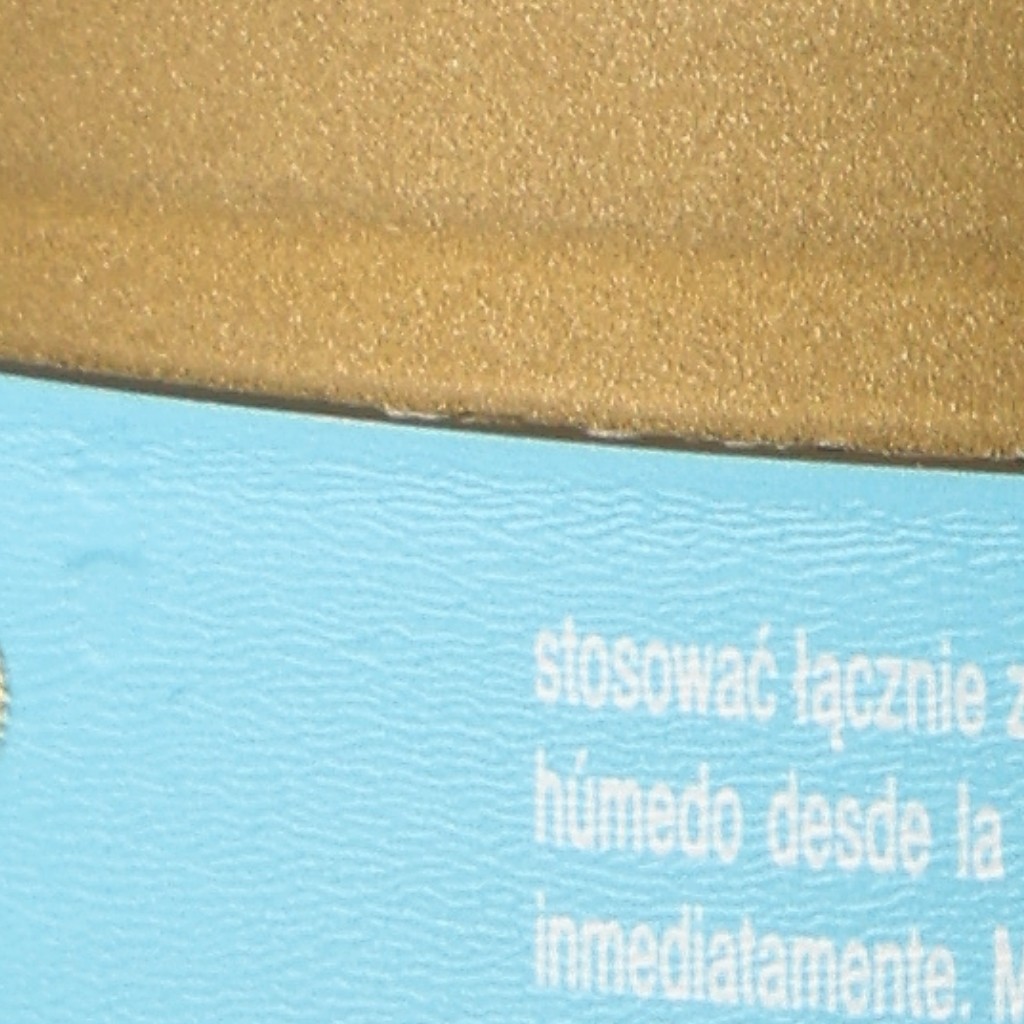 stosować łącznie z
húmedo desde la
inmediatamente. M